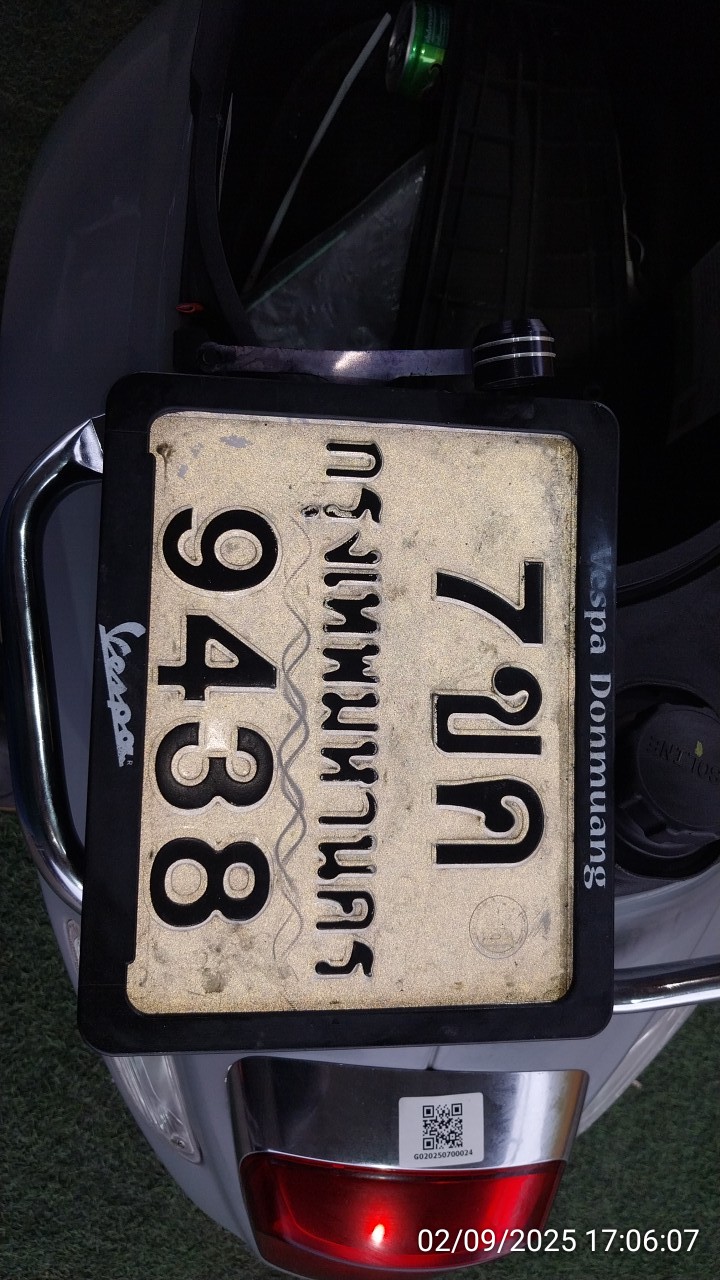 Vespa Donmuang
7ขค
กรุงเทพมหานคร
9438
Vespa
G020250700024
02/09/2025 17:06:07